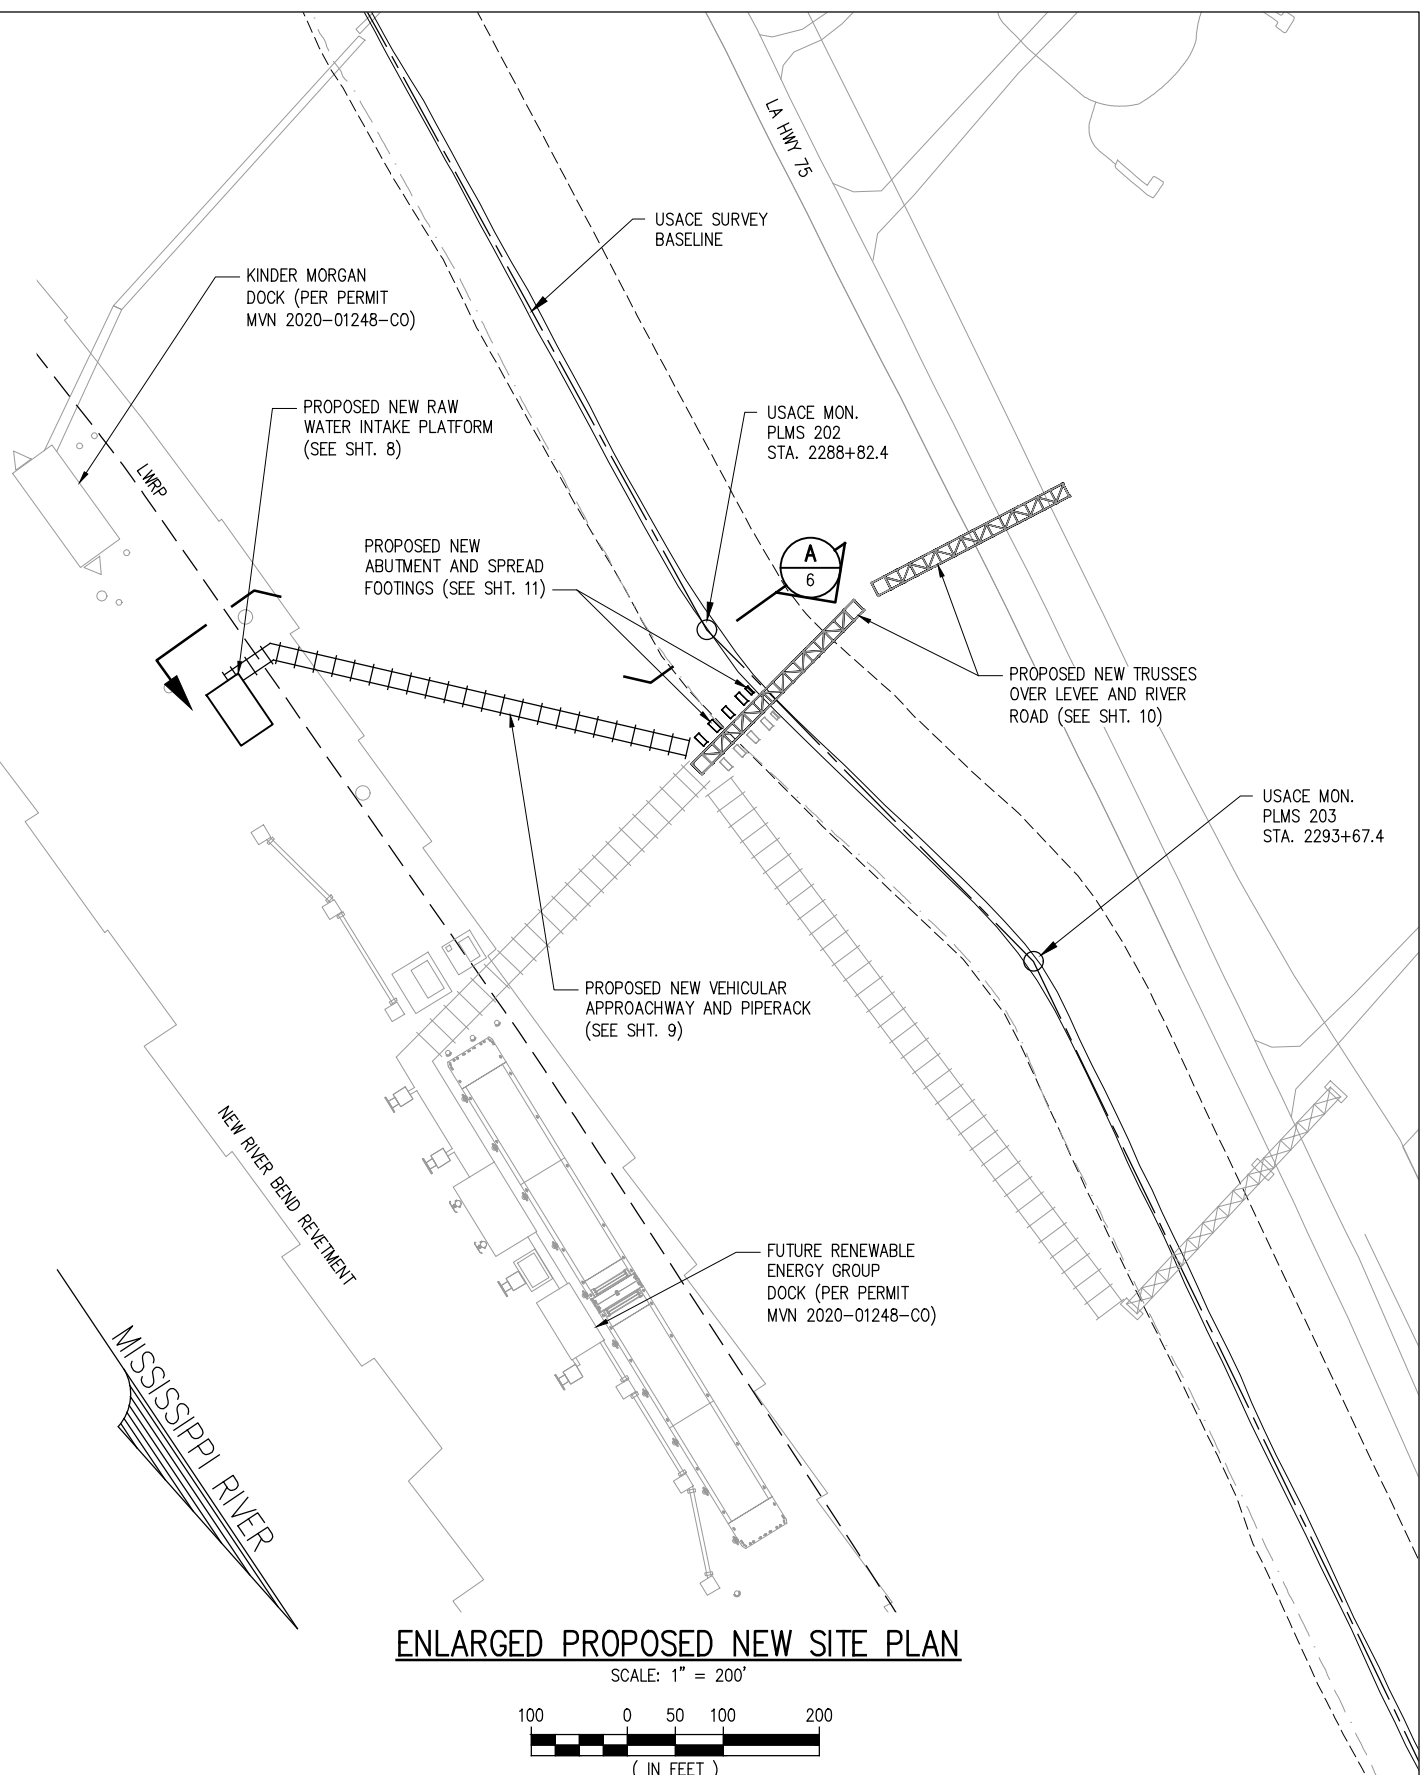 LA HWY 75
USACE SURVEY
BASELINE
KINDER MORGAN
DOCK (PER PERMIT
MVN 2020-01248-CO)
PROPOSED NEW RAW
WATER INTAKE PLATFORM
(SEE SHT. 8)
USACE MON.
PLMS 202
STA. 2288+82.4
LWRP
PROPOSED NEW
ABUTMENT AND SPREAD
FOOTINGS (SEE SHT. 11)
A
6
PROPOSED NEW TRUSSES
OVER LEVEE AND RIVER
ROAD (SEE SHT. 10)
USACE MON.
PLMS 203
STA. 2293+67.4
PROPOSED NEW VEHICULAR
APPROACHWAY AND PIPERACK
(SEE SHT. 9)
NEW RIVER BEND REVETMENT
FUTURE RENEWABLE
ENERGY GROUP
DOCK (PER PERMIT
MVN 2020-01248-CO)
MISSISSIPPI RIVER
ENLARGED PROPOSED NEW SITE PLAN
SCALE: 1" = 200'
100 0 50 100 200
( IN FEET )